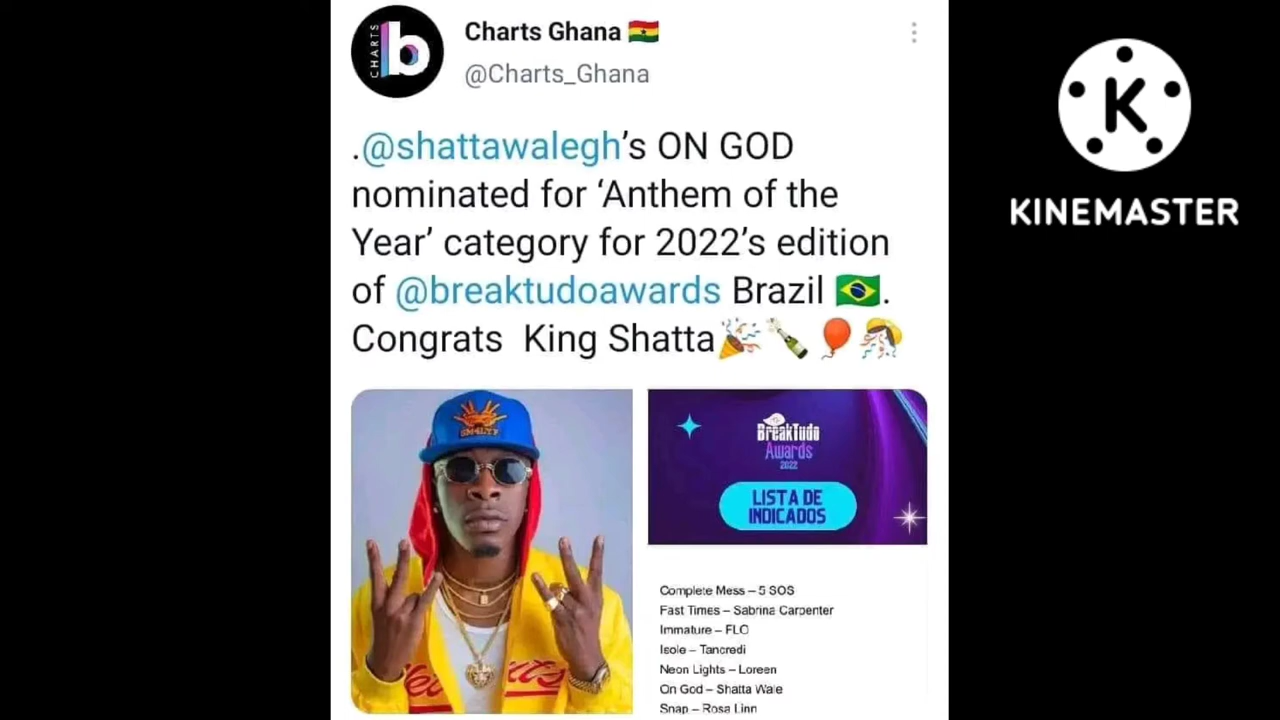 CHARTS b
Charts Ghana 🇬🇭
@Charts_Ghana
.@shattawalegh’s ON GOD
nominated for ‘Anthem of the
Year’ category for 2022’s edition
of @breaktudoawards Brazil 🇧🇷.
Congrats King Shatta🎉🍾🎈🎊
BreakTudo
Awards
2022
LISTA DE
INDICADOS
Complete Mess – 5 SOS
Fast Times – Sabrina Carpenter
Immature – FLO
Isole – Tancredi
Neon Lights – Loreen
On God – Shatta Wale
Snap – Rosa Linn
K
KINEMASTER